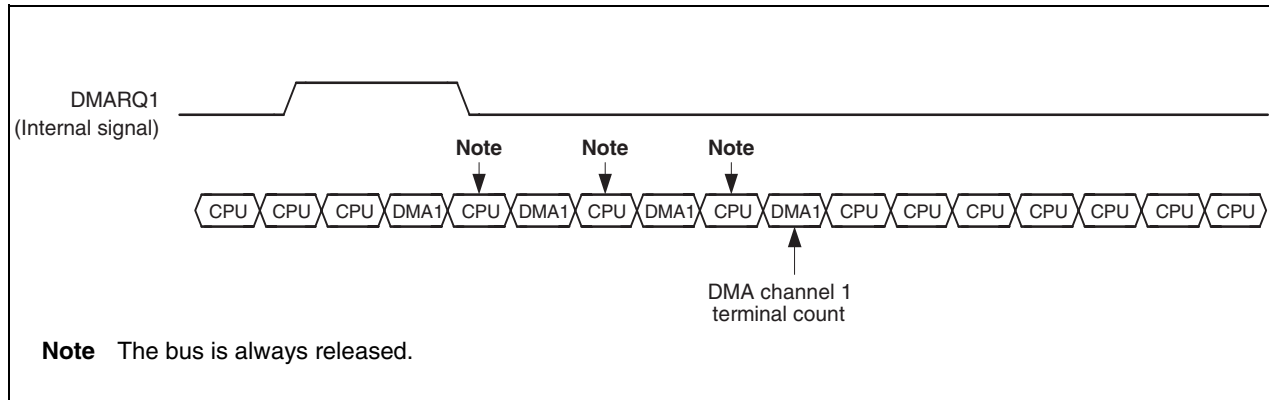 DMARQ1
(Internal signal)
Note Note Note
CPU CPU CPU DMA1 CPU DMA1 CPU DMA1 CPU DMA1 CPU CPU CPU CPU CPU CPU CPU
DMA channel 1
terminal count
Note The bus is always released.